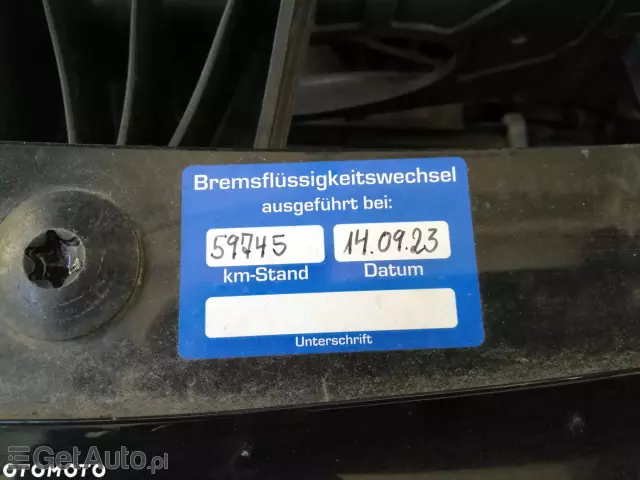 Bremsflüssigkeitswechsel
ausgeführt bei:
59745 14.09.23
km-Stand Datum
Unterschrift
GetAuto.pl
OTOMOTO